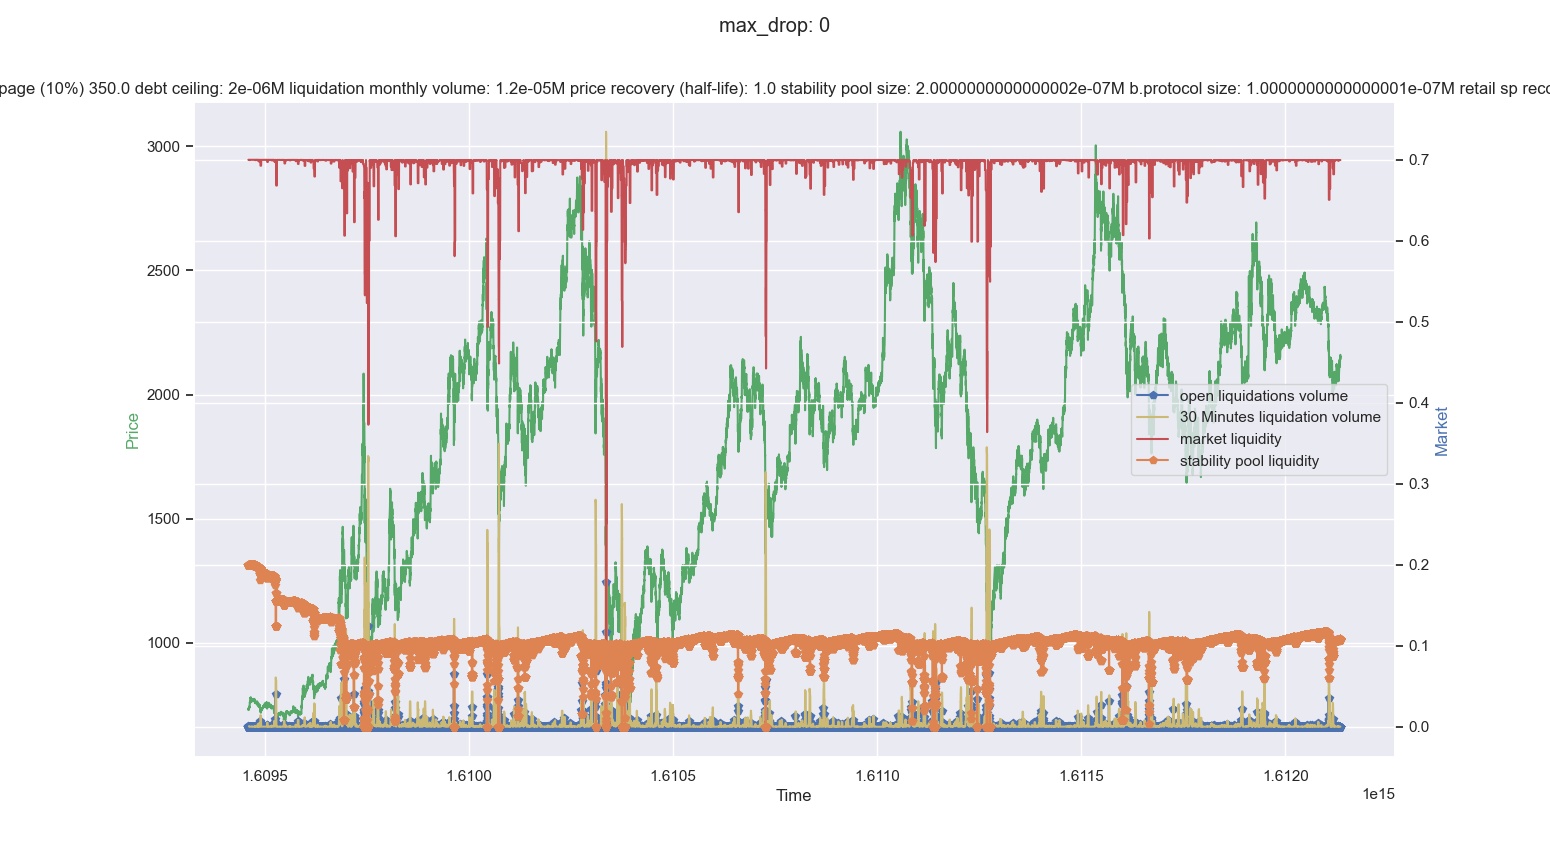 max_drop: 0
page (10%) 350.0 debt ceiling: 2e-06M liquidation monthly volume: 1.2e-05M price recovery (half-life): 1.0 stability pool size: 2.0000000000000002e-07M b.protocol size: 1.0000000000000001e-07M retail sp reco
3000
2500
2000
1500
1000
Price
0.7
0.6
0.5
0.4
0.3
0.2
0.1
0.0
Market
open liquidations volume
30 Minutes liquidation volume
market liquidity
stability pool liquidity
1.6095 1.6100 1.6105 1.6110 1.6115 1.6120
Time
1e15